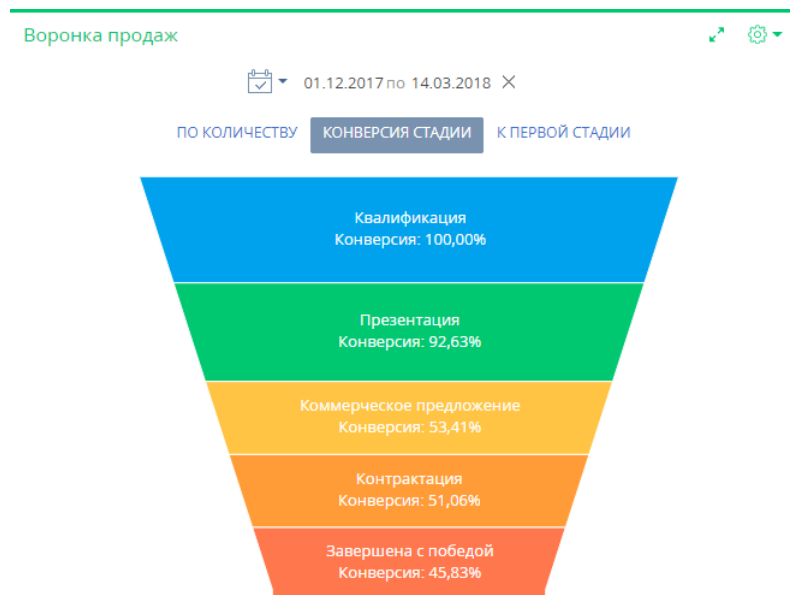 Воронка продаж
01.12.2017 по 14.03.2018
ПО КОЛИЧЕСТВУ КОНВЕРСИЯ СТАДИИ К ПЕРВОЙ СТАДИИ
Квалификация
Конверсия: 100,00%
Презентация
Конверсия: 92,63%
Коммерческое предложение
Конверсия: 53,41%
Контрактация
Конверсия: 51,06%
Завершена с победой
Конверсия: 45,83%